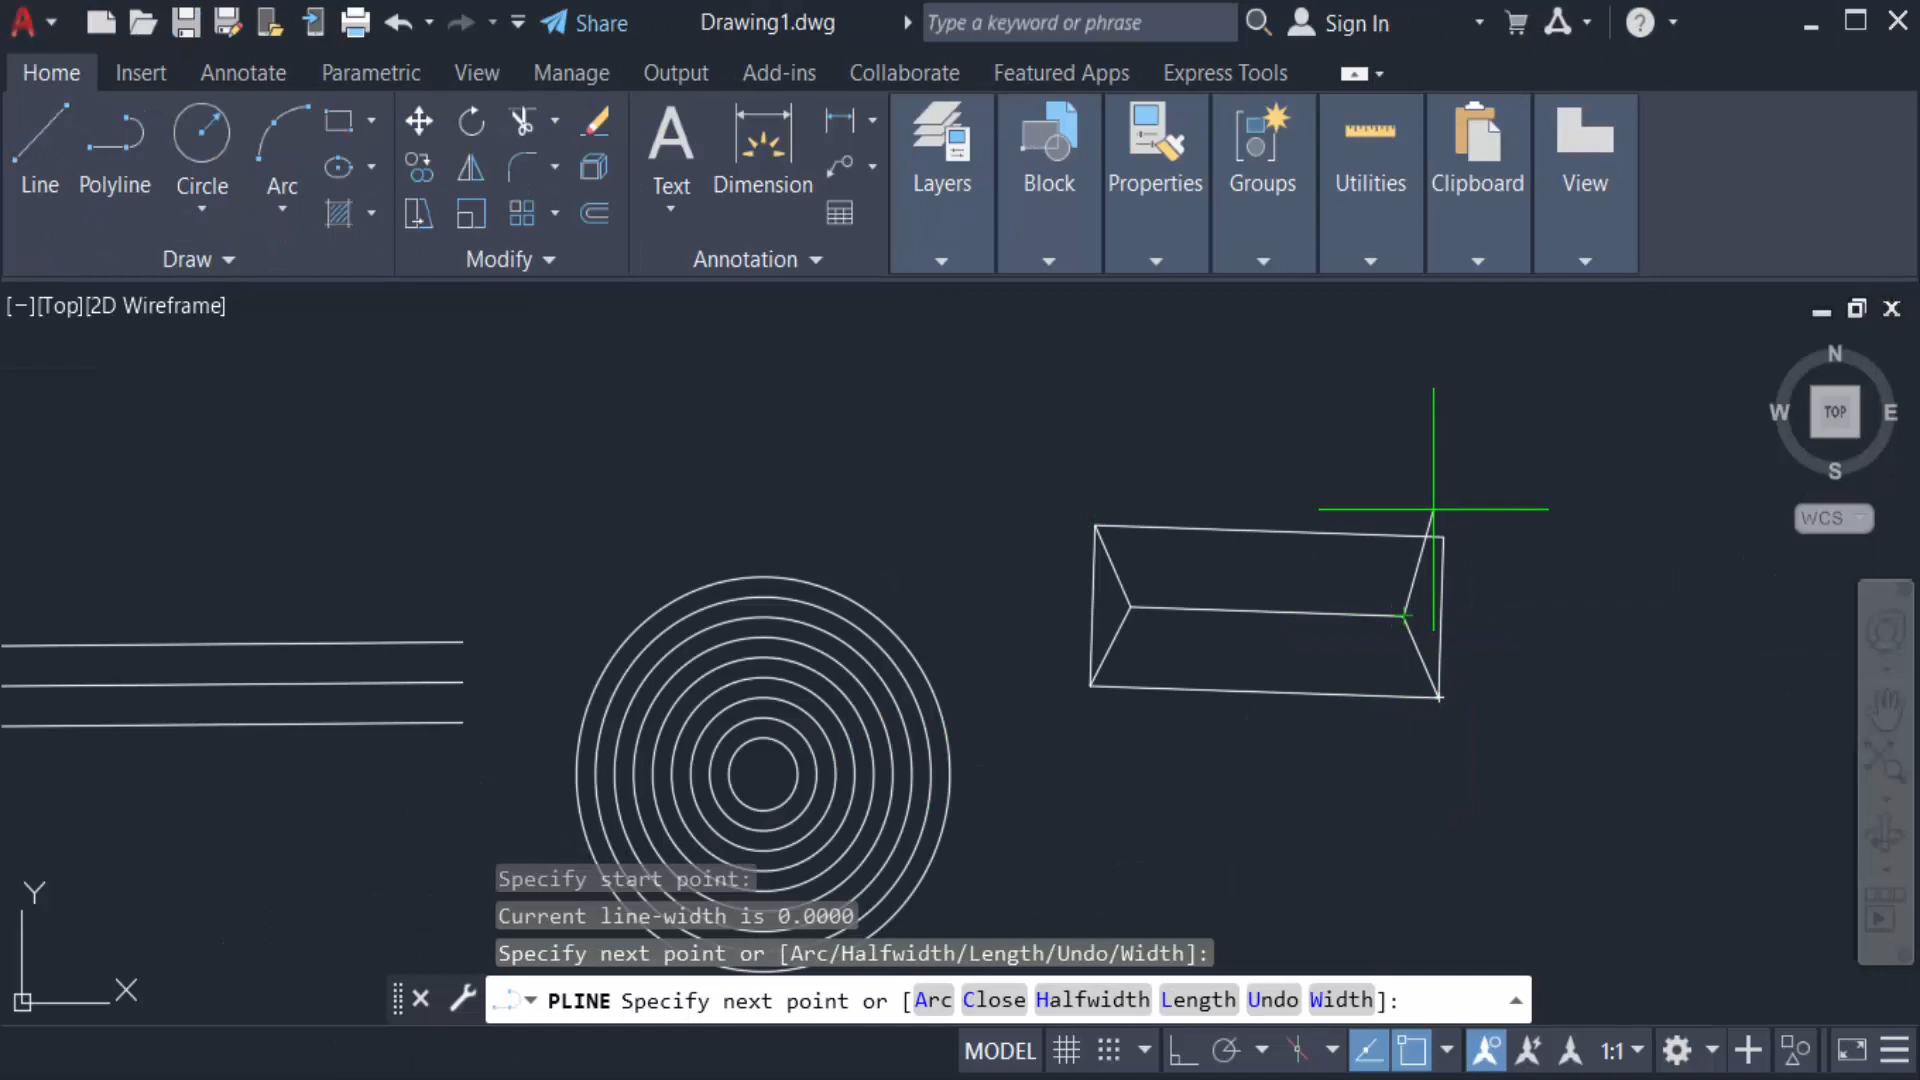 Share
Drawing1.dwg
Type a keyword or phrase
Sign In
Home Insert Annotate Parametric View Manage Output Add-ins Collaborate Featured Apps Express Tools
Line Polyline Circle Arc
Text Dimension
Layers Block Properties Groups Utilities Clipboard View
Draw Modify Annotation
[−][Top][2D Wireframe]
N
W TOP E
S
WCS
Specify start point:
Current line-width is 0.0000
Specify next point or [Arc/Halfwidth/Length/Undo/Width]:
PLINE Specify next point or [Arc Close Halfwidth Length Undo Width]:
Y
X
MODEL
1:1